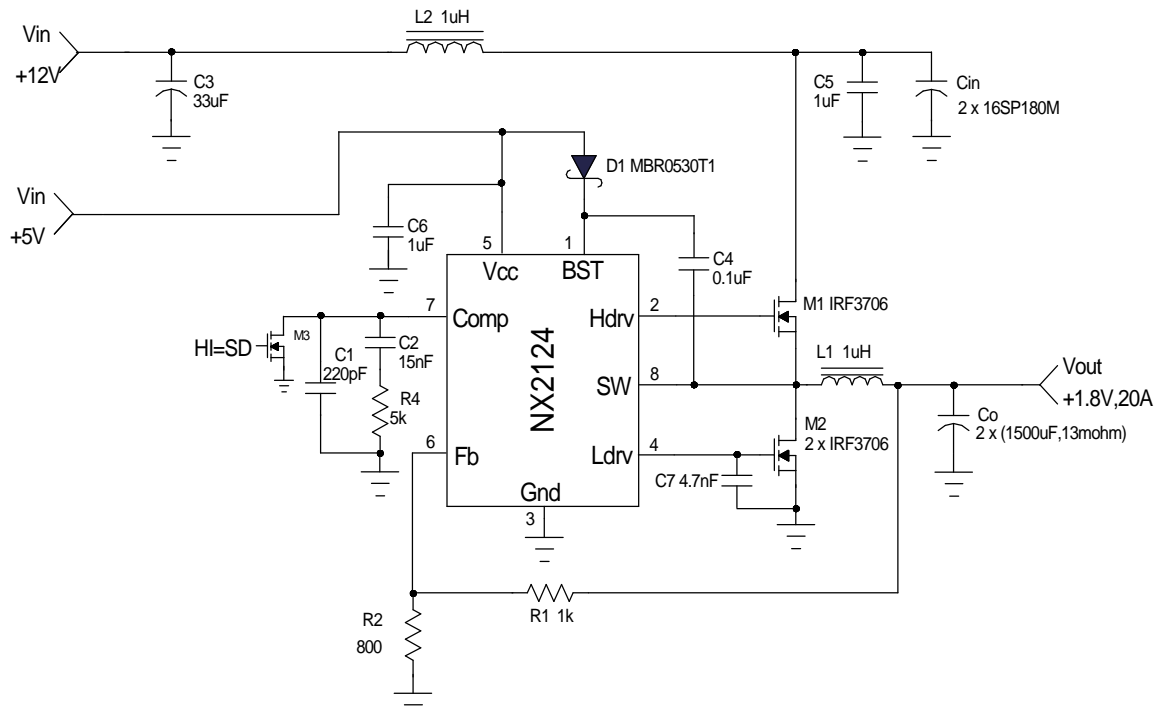 L2 1uH
Vin
+12V
C3
33uF
C5
1uF
Cin
2 x 16SP180M
D1 MBR0530T1
Vin
+5V
C6
1uF
5
1
Vcc
BST
C4
0.1uF
7
Comp
2
Hdrv
M1 IRF3706
HI=SD
M3
C1
220pF
C2
15nF
R4
5k
NX2124
SW
8
L1 1uH
Vout
+1.8V,20A
Co
2 x (1500uF,13mohm)
6
Fb
Ldrv
4
M2
2 x IRF3706
C7 4.7nF
Gnd
3
R1 1k
R2
800